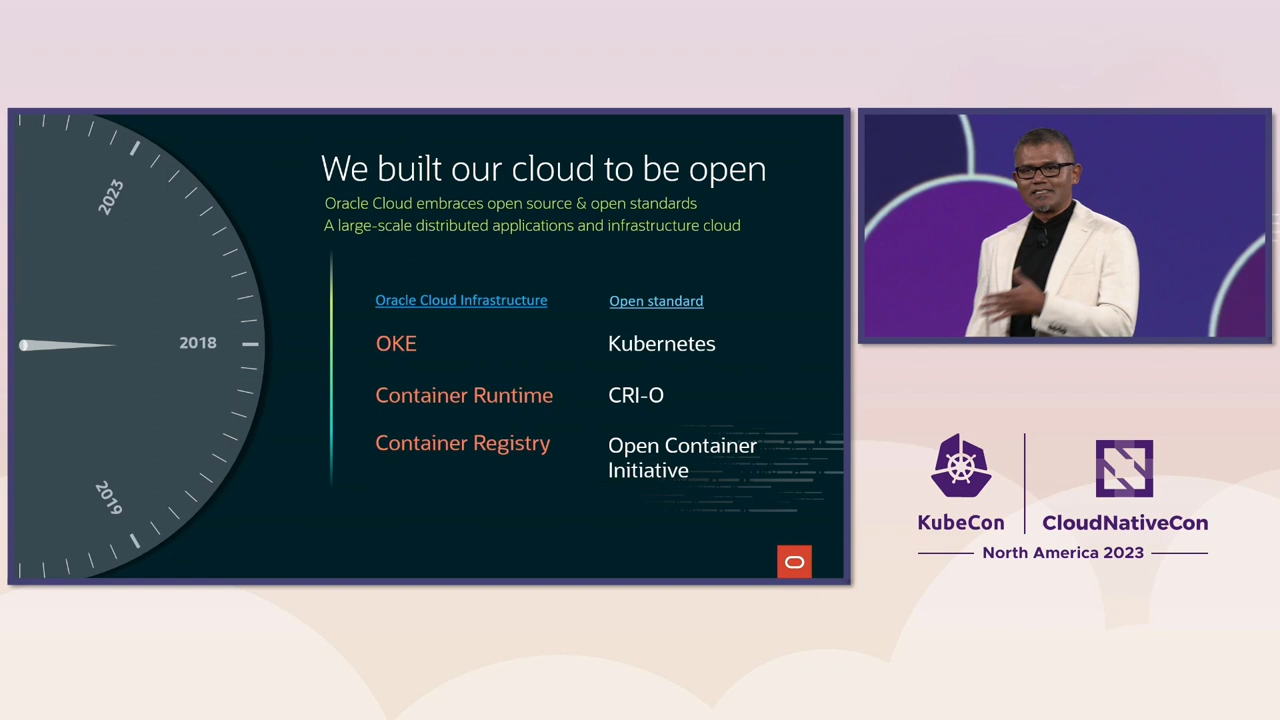 We built our cloud to be open
Oracle Cloud embraces open source & open standards
A large-scale distributed applications and infrastructure cloud
2023
2018
2019
Oracle Cloud Infrastructure Open standard
OKE Kubernetes
Container Runtime CRI-O
Container Registry Open Container
Initiative
KubeCon CloudNativeCon
North America 2023